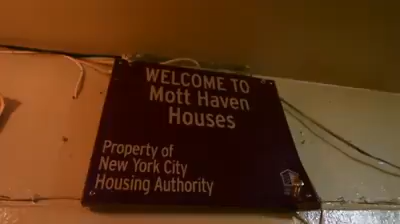 WELCOME TO
Mott Haven
Houses
Property of
New York City
Housing Authority